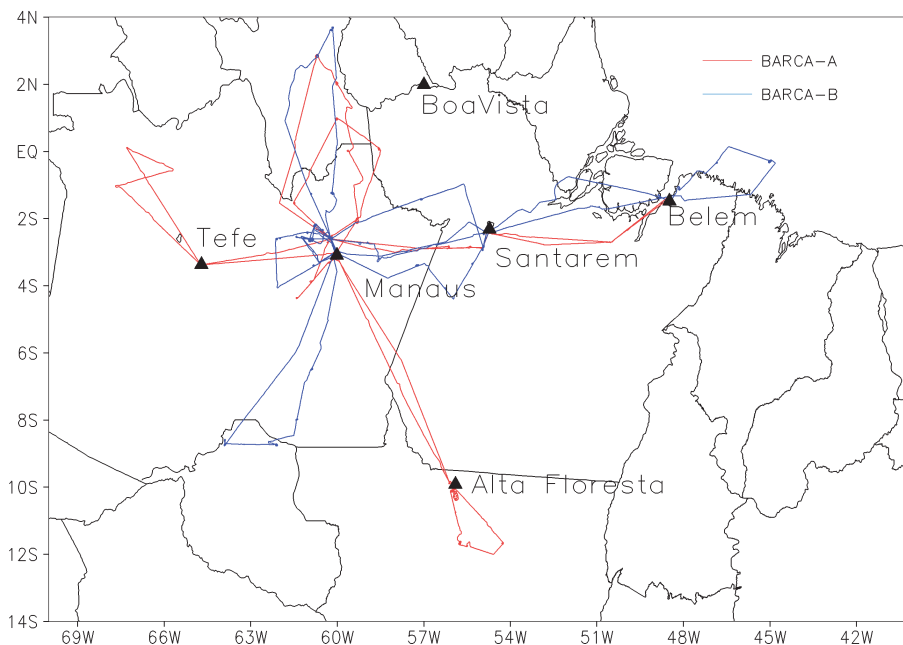 4N
2N
EQ
2S
4S
6S
8S
10S
12S
14S
69W 66W 63W 60W 57W 54W 51W 48W 45W 42W
BARCA-A
BARCA-B
BoaVista
Belem
Tefe
Santarem
Manaus
Alta Floresta